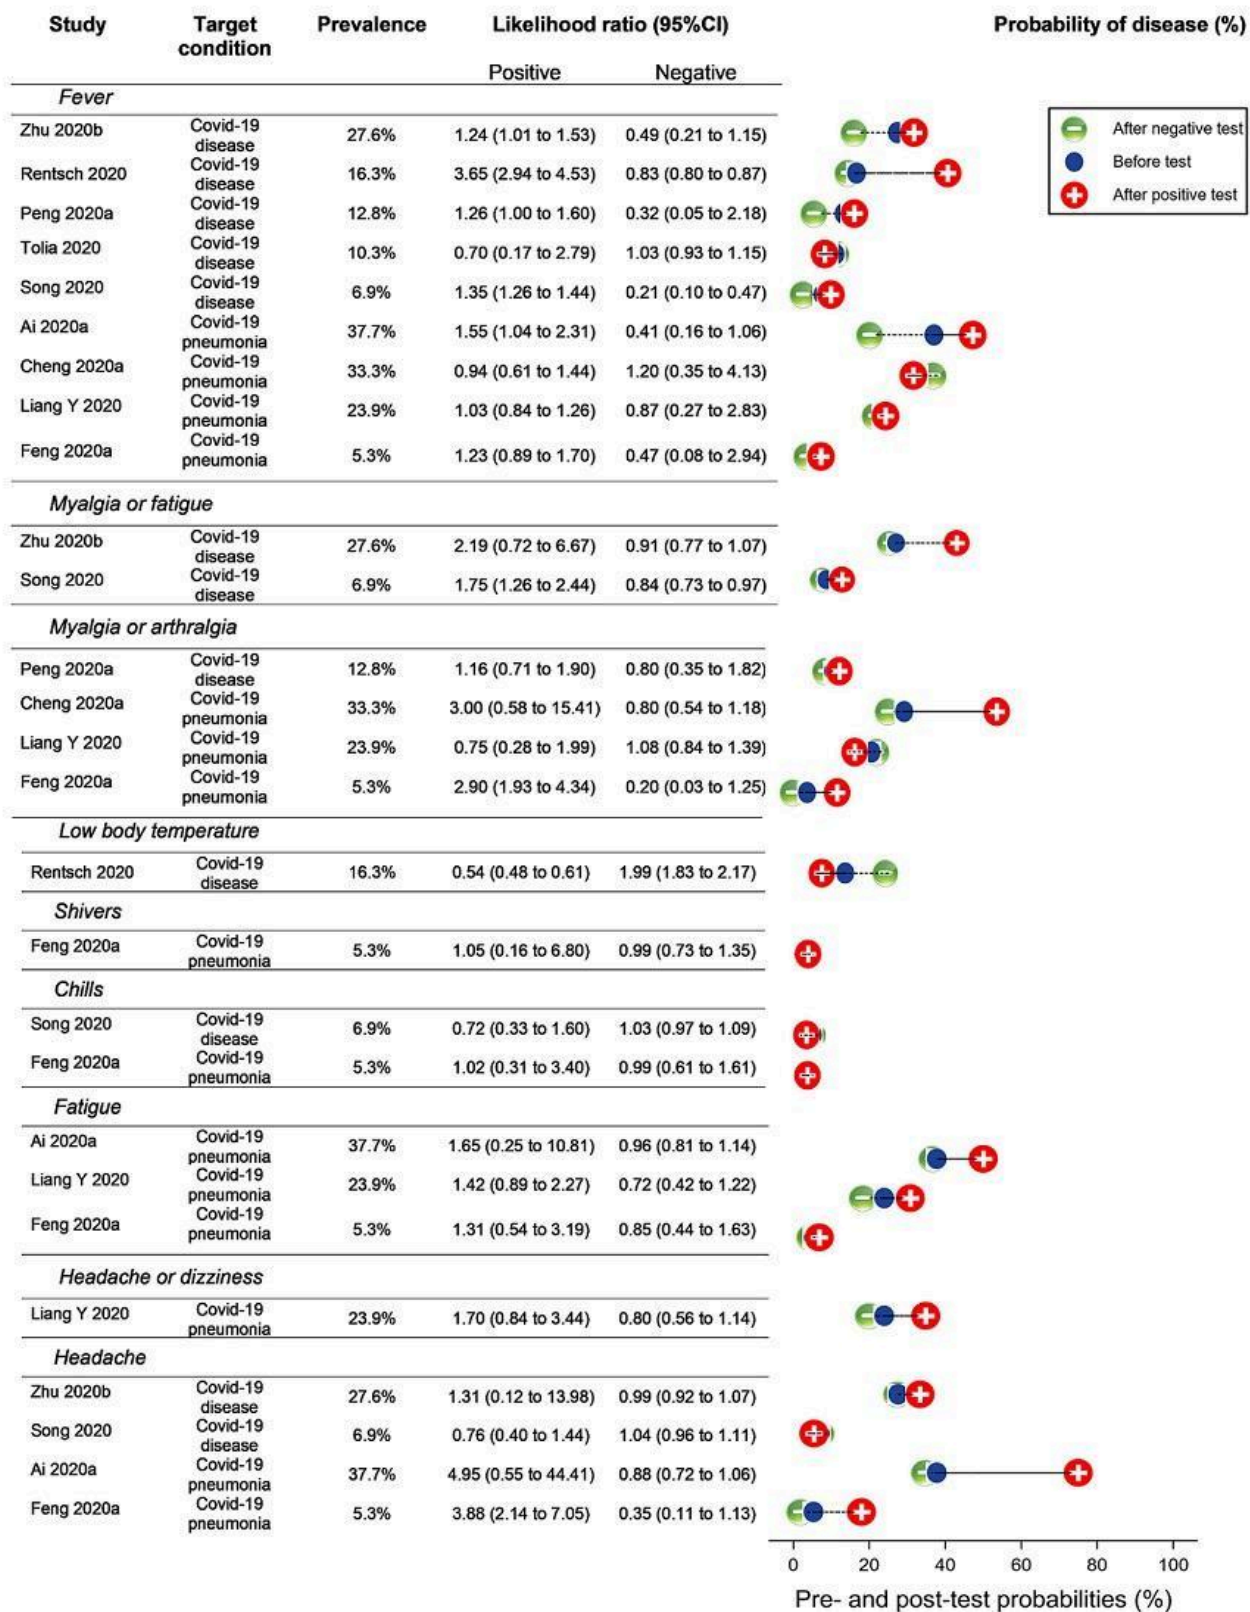 Study Target condition Prevalence Likelihood ratio (95%CI) Probability of disease (%)
Positive Negative
Fever
Zhu 2020b Covid-19 disease 27.6% 1.24 (1.01 to 1.53) 0.49 (0.21 to 1.15)
Rentsch 2020 Covid-19 disease 16.3% 3.65 (2.94 to 4.53) 0.83 (0.80 to 0.87)
Peng 2020a Covid-19 disease 12.8% 1.26 (1.00 to 1.60) 0.32 (0.05 to 2.18)
Tolia 2020 Covid-19 disease 10.3% 0.70 (0.17 to 2.79) 1.03 (0.93 to 1.15)
Song 2020 Covid-19 disease 6.9% 1.35 (1.26 to 1.44) 0.21 (0.10 to 0.47)
Ai 2020a Covid-19 pneumonia 37.7% 1.55 (1.04 to 2.31) 0.41 (0.16 to 1.06)
Cheng 2020a Covid-19 pneumonia 33.3% 0.94 (0.61 to 1.44) 1.20 (0.35 to 4.13)
Liang Y 2020 Covid-19 pneumonia 23.9% 1.03 (0.84 to 1.26) 0.87 (0.27 to 2.83)
Feng 2020a Covid-19 pneumonia 5.3% 1.23 (0.89 to 1.70) 0.47 (0.08 to 2.94)
After negative test
Before test
After positive test
Myalgia or fatigue
Zhu 2020b Covid-19 disease 27.6% 2.19 (0.72 to 6.67) 0.91 (0.77 to 1.07)
Song 2020 Covid-19 disease 6.9% 1.75 (1.26 to 2.44) 0.84 (0.73 to 0.97)
Myalgia or arthralgia
Peng 2020a Covid-19 disease 12.8% 1.16 (0.71 to 1.90) 0.80 (0.35 to 1.82)
Cheng 2020a Covid-19 pneumonia 33.3% 3.00 (0.58 to 15.41) 0.80 (0.54 to 1.18)
Liang Y 2020 Covid-19 pneumonia 23.9% 0.75 (0.28 to 1.99) 1.08 (0.84 to 1.39)
Feng 2020a Covid-19 pneumonia 5.3% 2.90 (1.93 to 4.34) 0.20 (0.03 to 1.25)
Low body temperature
Rentsch 2020 Covid-19 disease 16.3% 0.54 (0.48 to 0.61) 1.99 (1.83 to 2.17)
Shivers
Feng 2020a Covid-19 pneumonia 5.3% 1.05 (0.16 to 6.80) 0.99 (0.73 to 1.35)
Chills
Song 2020 Covid-19 disease 6.9% 0.72 (0.33 to 1.60) 1.03 (0.97 to 1.09)
Feng 2020a Covid-19 pneumonia 5.3% 1.02 (0.31 to 3.40) 0.99 (0.61 to 1.61)
Fatigue
Ai 2020a Covid-19 pneumonia 37.7% 1.65 (0.25 to 10.81) 0.96 (0.81 to 1.14)
Liang Y 2020 Covid-19 pneumonia 23.9% 1.42 (0.89 to 2.27) 0.72 (0.42 to 1.22)
Feng 2020a Covid-19 pneumonia 5.3% 1.31 (0.54 to 3.19) 0.85 (0.44 to 1.63)
Headache or dizziness
Liang Y 2020 Covid-19 pneumonia 23.9% 1.70 (0.84 to 3.44) 0.80 (0.56 to 1.14)
Headache
Zhu 2020b Covid-19 disease 27.6% 1.31 (0.12 to 13.98) 0.99 (0.92 to 1.07)
Song 2020 Covid-19 disease 6.9% 0.76 (0.40 to 1.44) 1.04 (0.96 to 1.11)
Ai 2020a Covid-19 pneumonia 37.7% 4.95 (0.55 to 44.41) 0.88 (0.72 to 1.06)
Feng 2020a Covid-19 pneumonia 5.3% 3.88 (2.14 to 7.05) 0.35 (0.11 to 1.13)
0 20 40 60 80 100
Pre- and post-test probabilities (%)